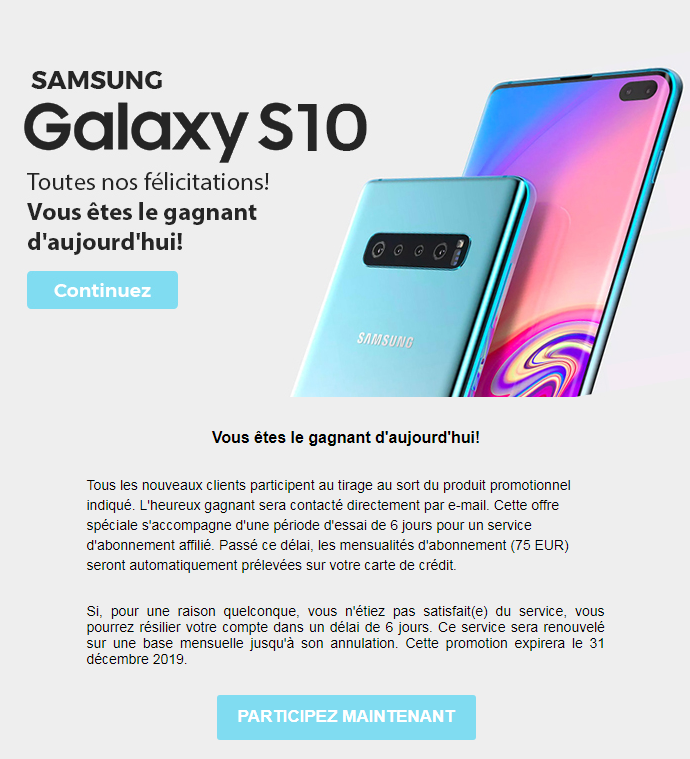 SAMSUNG
Galaxy S10
Toutes nos félicitations!
Vous êtes le gagnant
d'aujourd'hui!
Continuez
SAMSUNG
Vous êtes le gagnant d'aujourd'hui!
Tous les nouveaux clients participent au tirage au sort du produit promotionnel
indiqué. L'heureux gagnant sera contacté directement par e-mail. Cette offre
spéciale s'accompagne d'une période d'essai de 6 jours pour un service
d'abonnement affilié. Passé ce délai, les mensualités d'abonnement (75 EUR)
seront automatiquement prélevées sur votre carte de crédit.
Si, pour une raison quelconque, vous n'étiez pas satisfait(e) du service, vous
pourrez résilier votre compte dans un délai de 6 jours. Ce service sera renouvelé
sur une base mensuelle jusqu'à son annulation. Cette promotion expirera le 31
décembre 2019.
PARTICIPEZ MAINTENANT